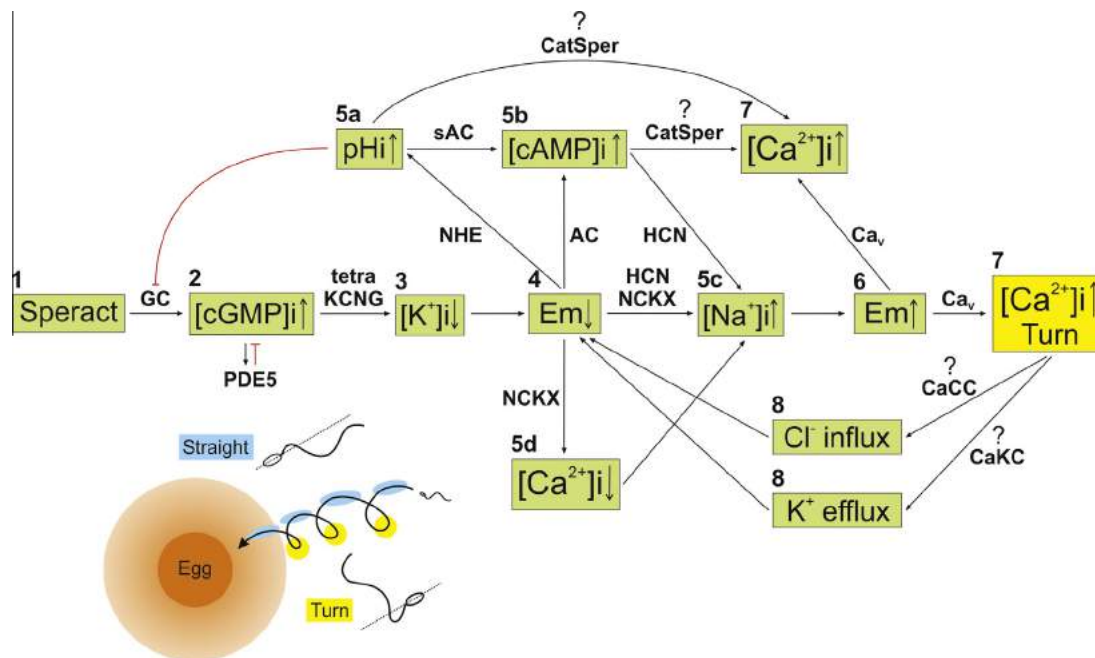 ?
CatSper
5a
pHi↑
sAC
5b
[cAMP]i↑
?
CatSper
7
[Ca²⁺]i↑
NHE
AC
HCN
Caᵥ
1
Speract
GC
2
[cGMP]i↑
tetra
KCNG
3
[K⁺]i↓
4
Em↓
HCN
NCKX
5c
[Na⁺]i↑
6
Em↑
Caᵥ
7
[Ca²⁺]i↑
Turn
PDE5
NCKX
5d
[Ca²⁺]i↓
?
CaCC
8
Cl⁻ influx
?
CaKC
8
K⁺ efflux
Straight
Egg
Turn